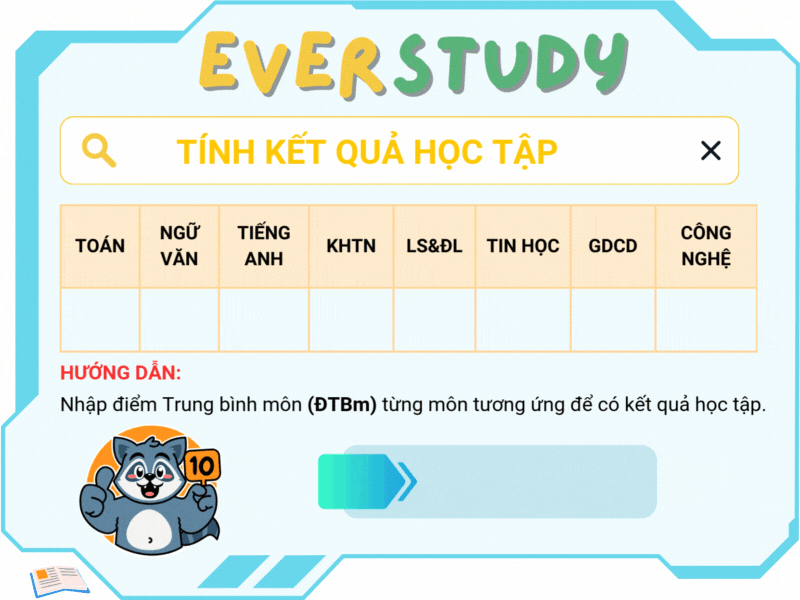 EVERSTUDY
TÍNH KẾT QUẢ HỌC TẬP
TOÁN
NGỮ
VĂN
TIẾNG
ANH
KHTN
LS&ĐL
TIN HỌC
GDCD
CÔNG
NGHỆ
HƯỚNG DẪN:
Nhập điểm Trung bình môn (ĐTBm) từng môn tương ứng để có kết quả học tập.
10